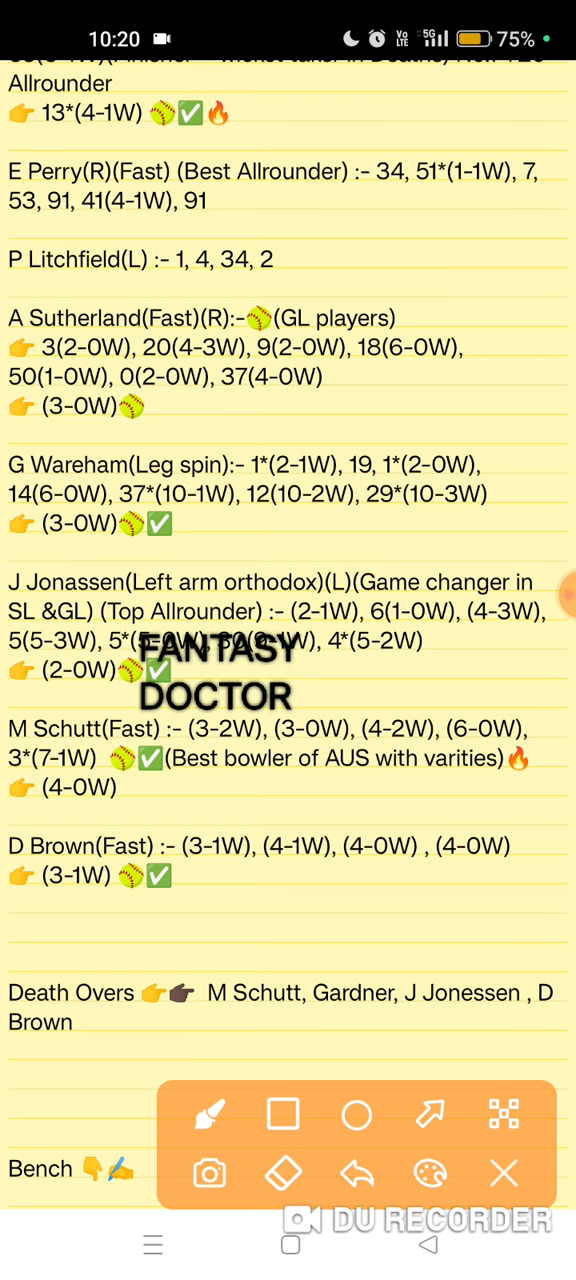 10:20
Vo LTE 5G 75%
Allrounder
👉 13*(4-1W) 🥎✅🔥
E Perry(R)(Fast) (Best Allrounder) :- 34, 51*(1-1W), 7,
53, 91, 41(4-1W), 91
P Litchfield(L) :- 1, 4, 34, 2
A Sutherland(Fast)(R):-🥎(GL players)
👉 3(2-0W), 20(4-3W), 9(2-0W), 18(6-0W),
50(1-0W), 0(2-0W), 37(4-0W)
👉 (3-0W)🥎
G Wareham(Leg spin):- 1*(2-1W), 19, 1*(2-0W),
14(6-0W), 37*(10-1W), 12(10-2W), 29*(10-3W)
👉 (3-0W)🥎✅
J Jonassen(Left arm orthodox)(L)(Game changer in
SL &GL) (Top Allrounder) :- (2-1W), 6(1-0W), (4-3W),
5(5-3W), 4*(5-2W)
👉 (2-0W)🥎✅
FANTASY
DOCTOR
M Schutt(Fast) :- (3-2W), (3-0W), (4-2W), (6-0W),
3*(7-1W) 🥎✅(Best bowler of AUS with varities)🔥
👉 (4-0W)
D Brown(Fast) :- (3-1W), (4-1W), (4-0W) , (4-0W)
👉 (3-1W) 🥎✅
Death Overs 👉👉🏿 M Schutt, Gardner, J Jonessen , D
Brown
Bench 👇✍️
DU RECORDER